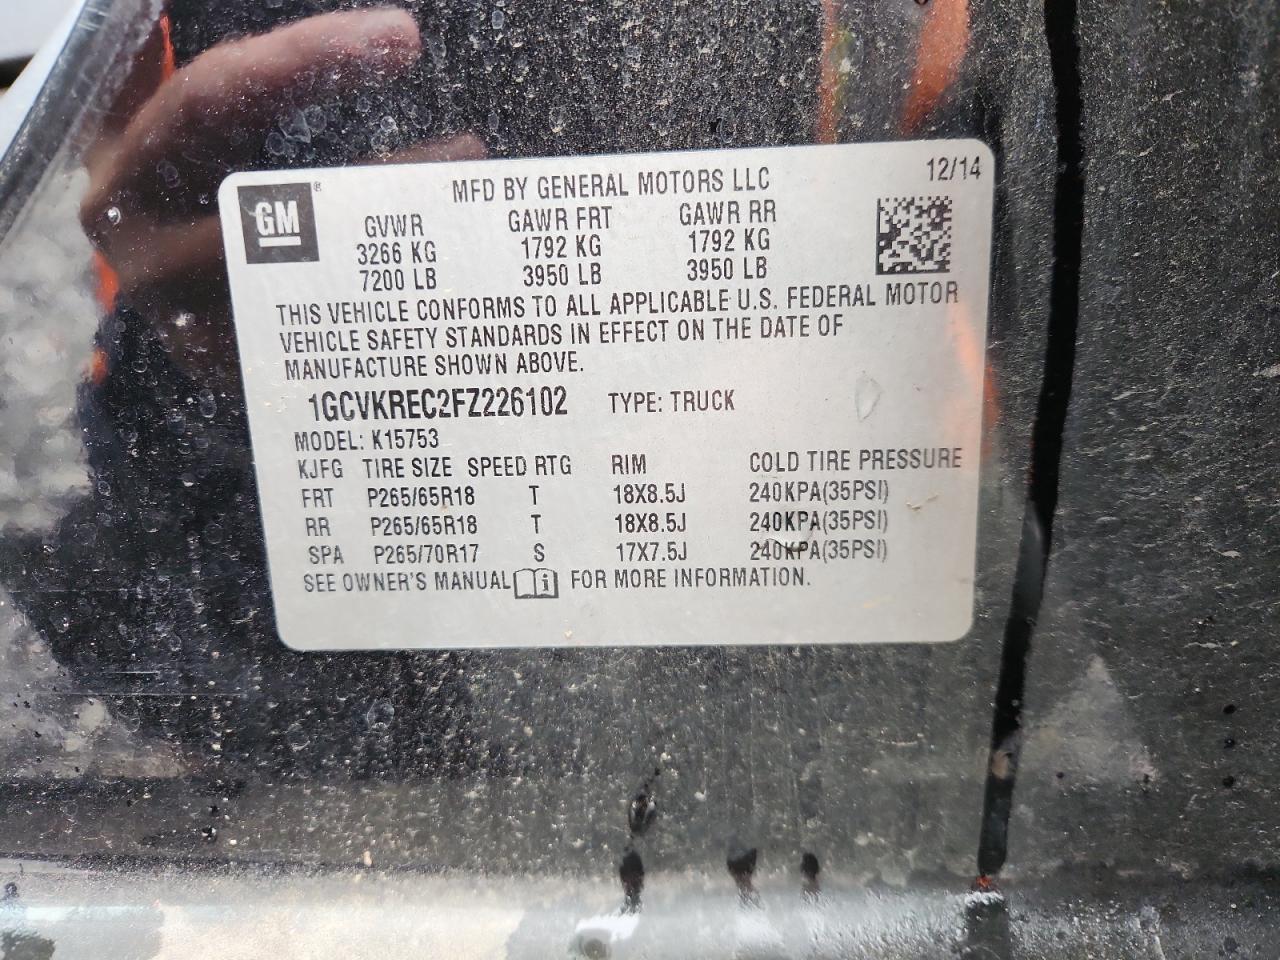 GM ® MFD BY GENERAL MOTORS LLC 12/14
GVWR GAWR FRT GAWR RR
3266 KG 1792 KG 1792 KG
7200 LB 3950 LB 3950 LB
THIS VEHICLE CONFORMS TO ALL APPLICABLE U.S. FEDERAL MOTOR
VEHICLE SAFETY STANDARDS IN EFFECT ON THE DATE OF
MANUFACTURE SHOWN ABOVE.
1GCVKREC2FZ226102 TYPE: TRUCK
MODEL: K15753
KJFG TIRE SIZE SPEED RTG RIM COLD TIRE PRESSURE
FRT P265/65R18 T 18X8.5J 240KPA(35PSI)
RR P265/65R18 T 18X8.5J 240KPA(35PSI)
SPA P265/70R17 S 17X7.5J 240KPA(35PSI)
SEE OWNER'S MANUAL FOR MORE INFORMATION.